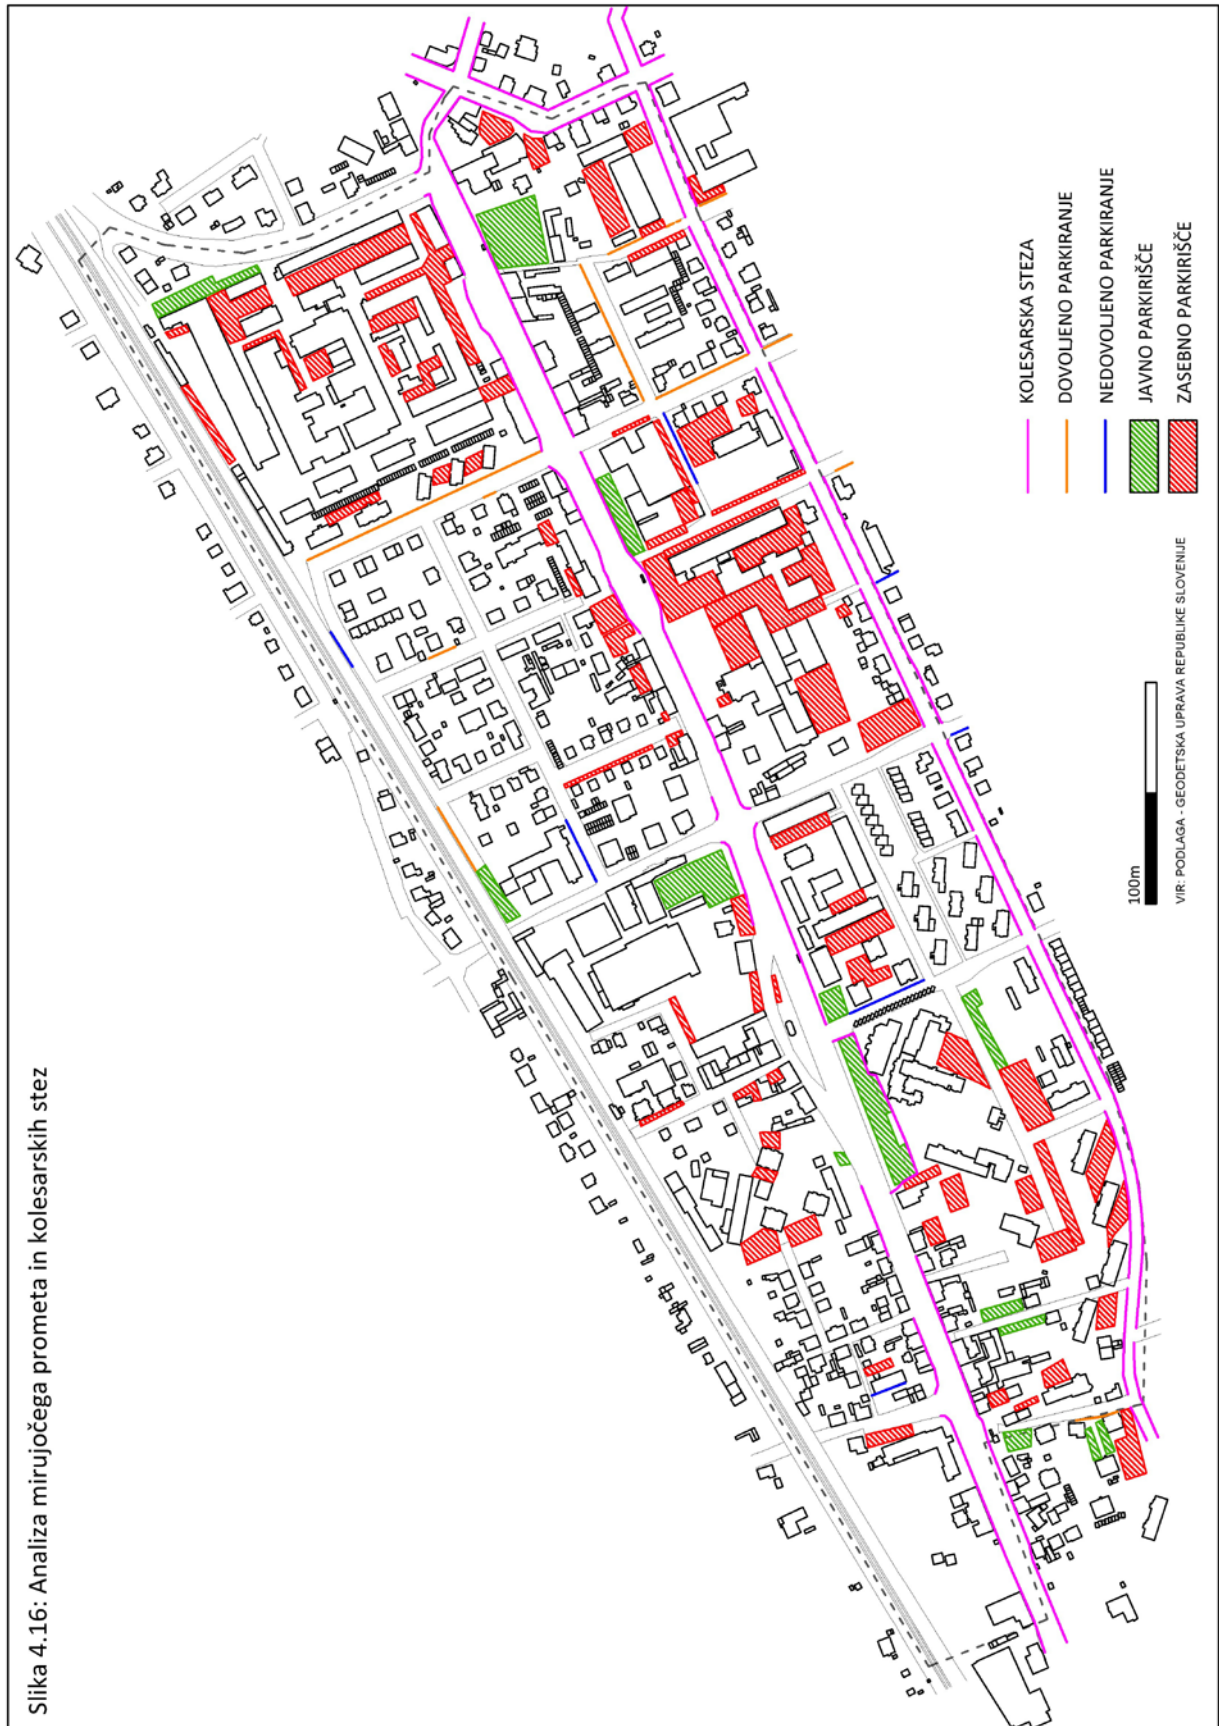 Slika 4.16: Analiza mirujočega prometa in kolesarskih stez
KOLESARSKA STEZA
DOVOLJENO PARKIRANJE
NEDOVOLJENO PARKIRANJE
JAVNO PARKIRIŠČE
ZASEBNO PARKIRIŠČE
100m
VIR: PODLAGA - GEODETSKA UPRAVA REPUBLIKE SLOVENIJE